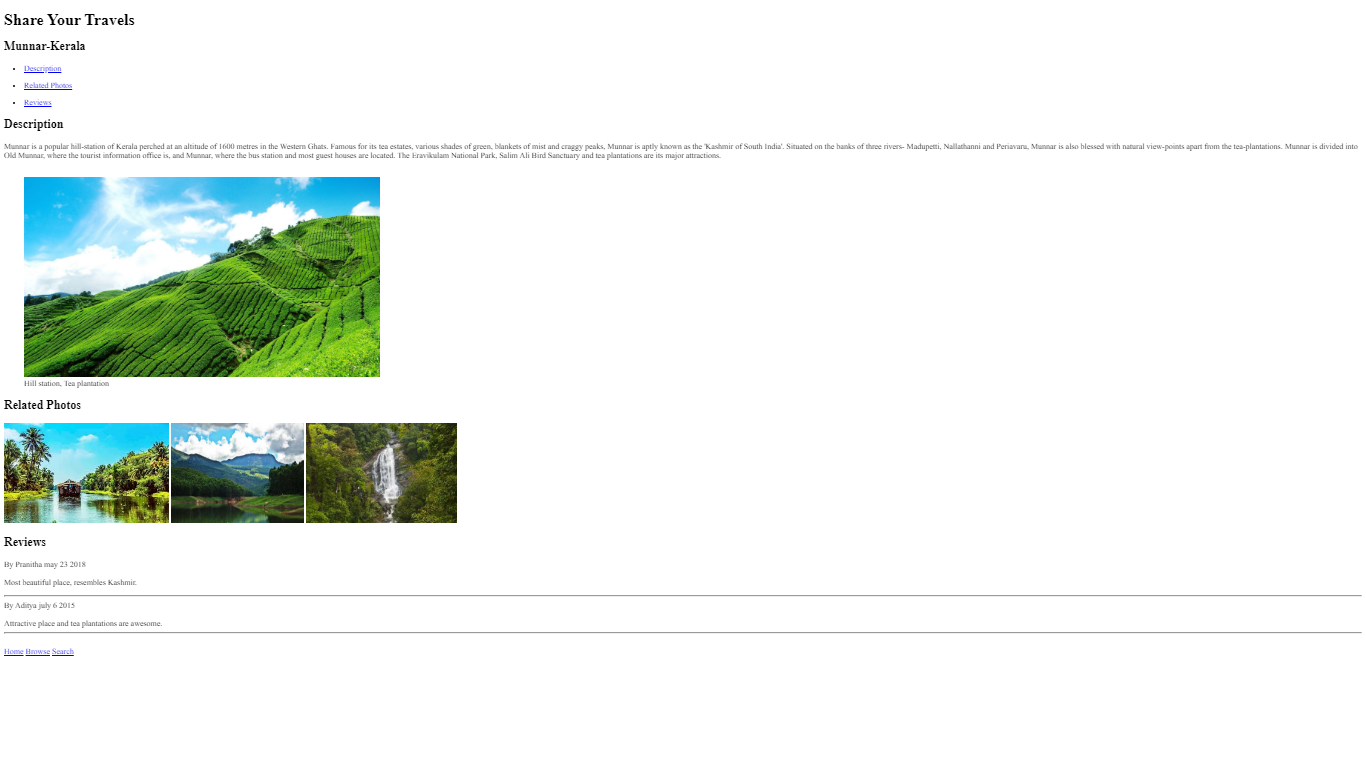 Share Your Travels
Munnar-Kerala
Description
Related Photos
Reviews
Description
Munnar is a popular hill-station of Kerala perched at an altitude of 1600 metres in the Western Ghats. Famous for its tea estates, various shades of green, blankets of mist and craggy peaks, Munnar is aptly known as the 'Kashmir of South India'. Situated on the banks of three rivers- Madupetti, Nallathanni and Periavaru, Munnar is also blessed with natural view-points apart from the tea-plantations. Munnar is divided into
Old Munnar, where the tourist information office is, and Munnar, where the bus station and most guest houses are located. The Eravikulam National Park, Salim Ali Bird Sanctuary and tea plantations are its major attractions.
Hill station, Tea plantation
Related Photos
Reviews
By Pranitha may 23 2018
Most beautiful place, resembles Kashmir.
By Aditya july 6 2015
Attractive place and tea plantations are awesome.
Home Browse Search